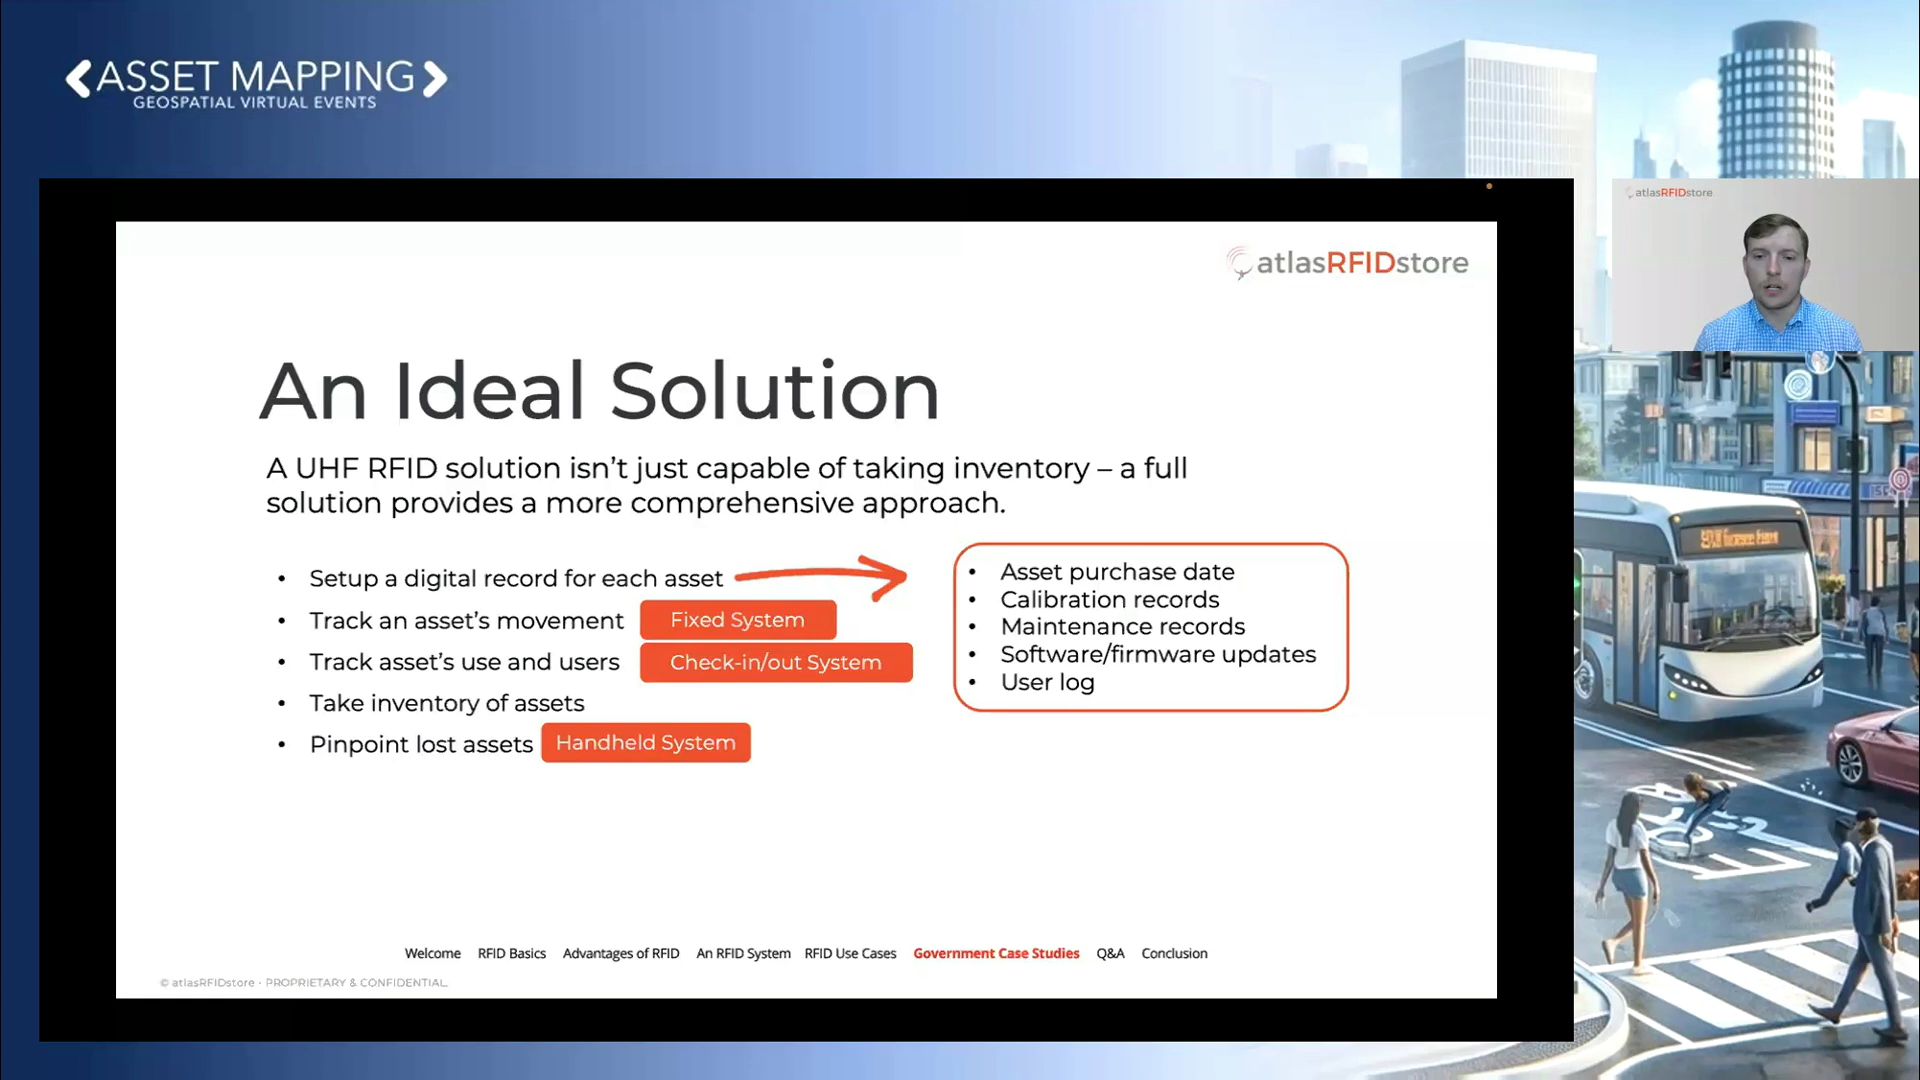 ASSET MAPPING
GEOSPATIAL VIRTUAL EVENTS
atlasRFIDstore
atlasRFIDstore
An Ideal Solution
A UHF RFID solution isn't just capable of taking inventory – a full
solution provides a more comprehensive approach.
• Setup a digital record for each asset
• Track an asset's movement Fixed System
• Track asset's use and users Check-in/out System
• Take inventory of assets
• Pinpoint lost assets Handheld System
• Asset purchase date
• Calibration records
• Maintenance records
• Software/firmware updates
• User log
Welcome RFID Basics Advantages of RFID An RFID System RFID Use Cases Government Case Studies Q&A Conclusion
© atlasRFIDstore · PROPRIETARY & CONFIDENTIAL.